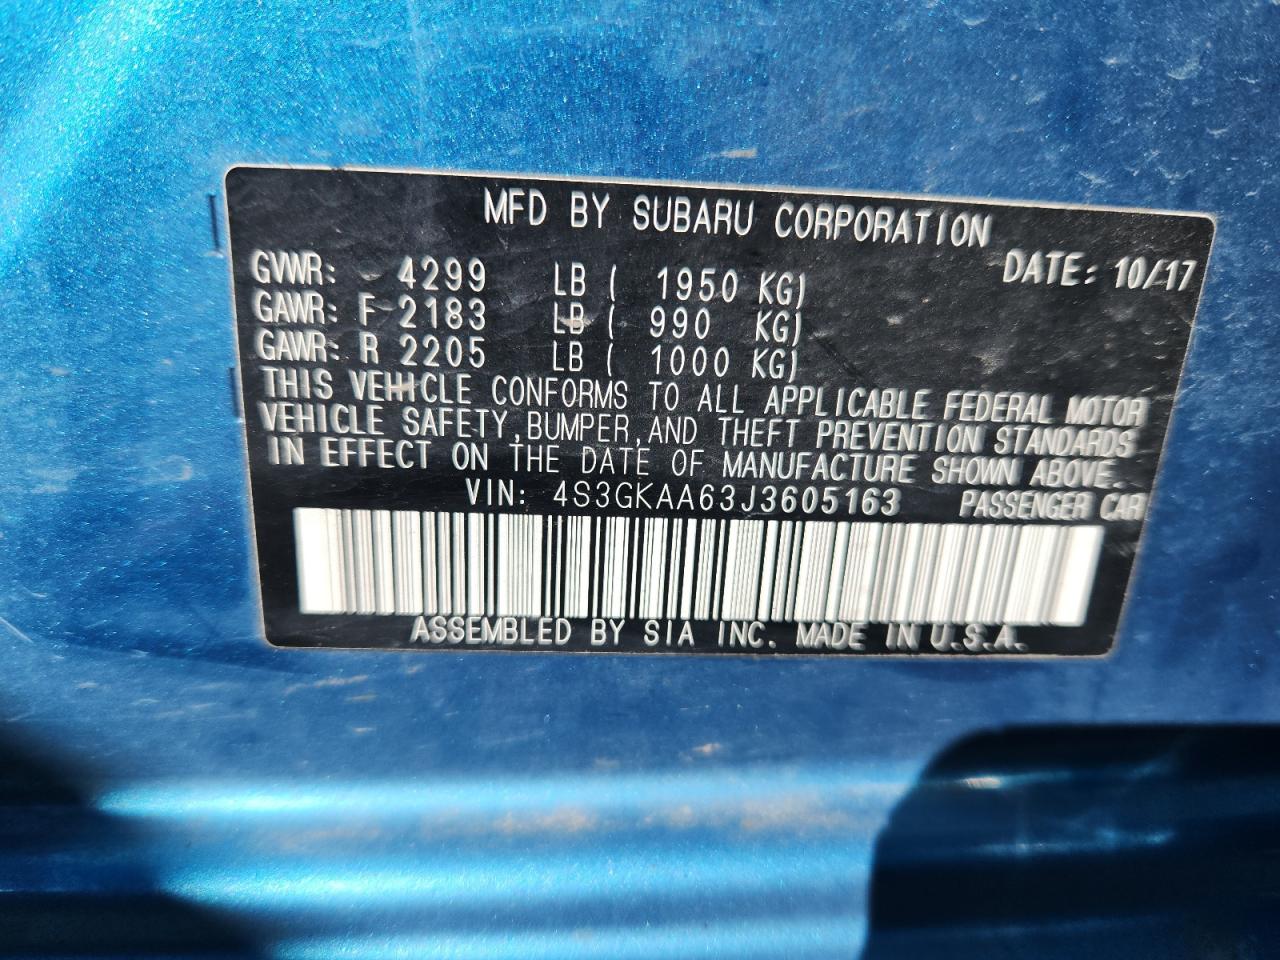 MFD BY SUBARU CORPORATION
DATE: 10/17
GVWR: 4299 LB ( 1950 KG)
GAWR: F 2183 LB ( 990 KG)
GAWR: R 2205 LB ( 1000 KG)
THIS VEHICLE CONFORMS TO ALL APPLICABLE FEDERAL MOTOR
VEHICLE SAFETY, BUMPER, AND THEFT PREVENTION STANDARDS
IN EFFECT ON THE DATE OF MANUFACTURE SHOWN ABOVE.
VIN: 4S3GKAA63J3605163 PASSENGER CAR
ASSEMBLED BY SIA INC. MADE IN U.S.A.